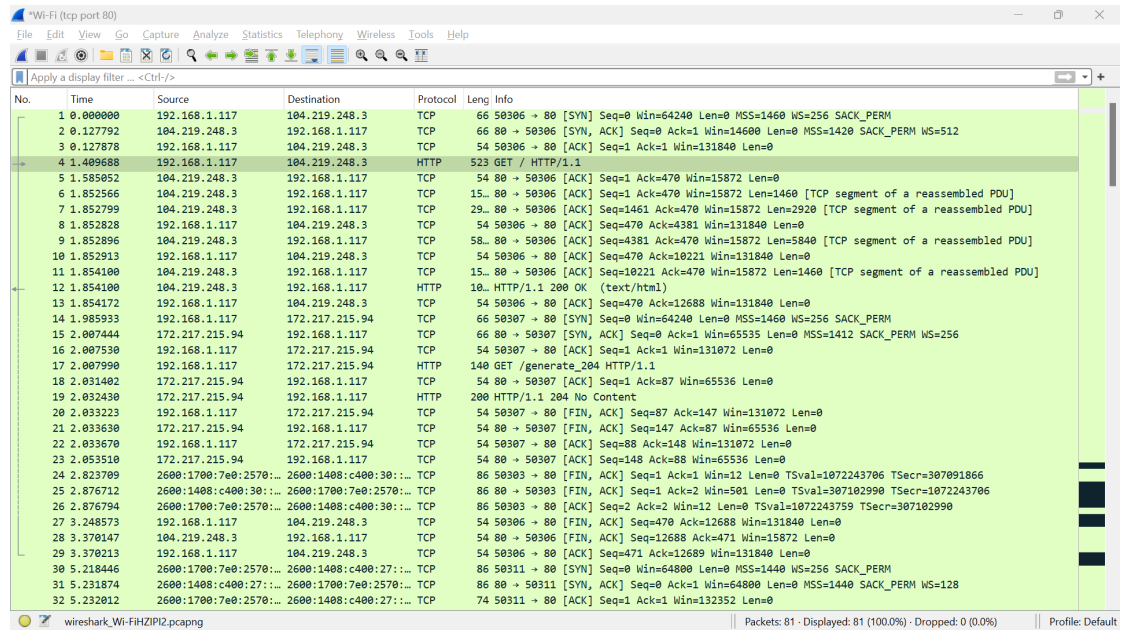 *Wi-Fi (tcp port 80)
File Edit View Go Capture Analyze Statistics Telephony Wireless Tools Help
Apply a display filter ... <Ctrl-/>
No. Time Source Destination Protocol Leng Info
1 0.000000 192.168.1.117 104.219.248.3 TCP 66 50306 → 80 [SYN] Seq=0 Win=64240 Len=0 MSS=1460 WS=256 SACK_PERM
2 0.127792 104.219.248.3 192.168.1.117 TCP 66 80 → 50306 [SYN, ACK] Seq=0 Ack=1 Win=14600 Len=0 MSS=1420 SACK_PERM WS=512
3 0.127878 192.168.1.117 104.219.248.3 TCP 54 50306 → 80 [ACK] Seq=1 Ack=1 Win=131840 Len=0
4 1.409688 192.168.1.117 104.219.248.3 HTTP 523 GET / HTTP/1.1
5 1.585052 104.219.248.3 192.168.1.117 TCP 54 80 → 50306 [ACK] Seq=1 Ack=470 Win=15872 Len=0
6 1.852566 104.219.248.3 192.168.1.117 TCP 15… 80 → 50306 [ACK] Seq=1 Ack=470 Win=15872 Len=1460 [TCP segment of a reassembled PDU]
7 1.852799 104.219.248.3 192.168.1.117 TCP 29… 80 → 50306 [ACK] Seq=1461 Ack=470 Win=15872 Len=2920 [TCP segment of a reassembled PDU]
8 1.852828 192.168.1.117 104.219.248.3 TCP 54 50306 → 80 [ACK] Seq=470 Ack=4381 Win=131840 Len=0
9 1.852896 104.219.248.3 192.168.1.117 TCP 58… 80 → 50306 [ACK] Seq=4381 Ack=470 Win=15872 Len=5840 [TCP segment of a reassembled PDU]
10 1.852913 192.168.1.117 104.219.248.3 TCP 54 50306 → 80 [ACK] Seq=470 Ack=10221 Win=131840 Len=0
11 1.854100 104.219.248.3 192.168.1.117 TCP 15… 80 → 50306 [ACK] Seq=10221 Ack=470 Win=15872 Len=1460 [TCP segment of a reassembled PDU]
12 1.854100 104.219.248.3 192.168.1.117 HTTP 10… HTTP/1.1 200 OK (text/html)
13 1.854172 192.168.1.117 104.219.248.3 TCP 54 50306 → 80 [ACK] Seq=470 Ack=12688 Win=131840 Len=0
14 1.985933 192.168.1.117 172.217.215.94 TCP 66 50307 → 80 [SYN] Seq=0 Win=64240 Len=0 MSS=1460 WS=256 SACK_PERM
15 2.007444 172.217.215.94 192.168.1.117 TCP 66 80 → 50307 [SYN, ACK] Seq=0 Ack=1 Win=65535 Len=0 MSS=1412 SACK_PERM WS=256
16 2.007530 192.168.1.117 172.217.215.94 TCP 54 50307 → 80 [ACK] Seq=1 Ack=1 Win=131072 Len=0
17 2.007990 192.168.1.117 172.217.215.94 HTTP 140 GET /generate_204 HTTP/1.1
18 2.031402 172.217.215.94 192.168.1.117 TCP 54 80 → 50307 [ACK] Seq=1 Ack=87 Win=65536 Len=0
19 2.032430 172.217.215.94 192.168.1.117 HTTP 200 HTTP/1.1 204 No Content
20 2.033223 192.168.1.117 172.217.215.94 TCP 54 50307 → 80 [FIN, ACK] Seq=87 Ack=147 Win=131072 Len=0
21 2.033630 172.217.215.94 192.168.1.117 TCP 54 80 → 50307 [FIN, ACK] Seq=147 Ack=87 Win=65536 Len=0
22 2.033670 192.168.1.117 172.217.215.94 TCP 54 50307 → 80 [ACK] Seq=88 Ack=148 Win=131072 Len=0
23 2.053510 172.217.215.94 192.168.1.117 TCP 54 80 → 50307 [ACK] Seq=148 Ack=88 Win=65536 Len=0
24 2.823709 2600:1700:7e0:2570:… 2600:1408:c400:30::… TCP 86 50303 → 80 [FIN, ACK] Seq=1 Ack=1 Win=12 Len=0 TSval=1072243706 TSecr=307091866
25 2.876712 2600:1408:c400:30::… 2600:1700:7e0:2570:… TCP 86 80 → 50303 [FIN, ACK] Seq=1 Ack=2 Win=501 Len=0 TSval=307102990 TSecr=1072243706
26 2.876794 2600:1700:7e0:2570:… 2600:1408:c400:30::… TCP 86 50303 → 80 [ACK] Seq=2 Ack=2 Win=12 Len=0 TSval=1072243759 TSecr=307102990
27 3.248573 192.168.1.117 104.219.248.3 TCP 54 50306 → 80 [FIN, ACK] Seq=470 Ack=12688 Win=131840 Len=0
28 3.370147 104.219.248.3 192.168.1.117 TCP 54 80 → 50306 [FIN, ACK] Seq=12688 Ack=471 Win=15872 Len=0
29 3.370213 192.168.1.117 104.219.248.3 TCP 54 50306 → 80 [ACK] Seq=471 Ack=12689 Win=131840 Len=0
30 5.218446 2600:1700:7e0:2570:… 2600:1408:c400:27::… TCP 86 50311 → 80 [SYN] Seq=0 Win=64800 Len=0 MSS=1440 WS=256 SACK_PERM
31 5.231874 2600:1408:c400:27::… 2600:1700:7e0:2570:… TCP 86 80 → 50311 [SYN, ACK] Seq=0 Ack=1 Win=64800 Len=0 MSS=1440 SACK_PERM WS=128
32 5.232012 2600:1700:7e0:2570:… 2600:1408:c400:27::… TCP 74 50311 → 80 [ACK] Seq=1 Ack=1 Win=132352 Len=0
wireshark_Wi-FiHZIPI2.pcapng Packets: 81 · Displayed: 81 (100.0%) · Dropped: 0 (0.0%) Profile: Default